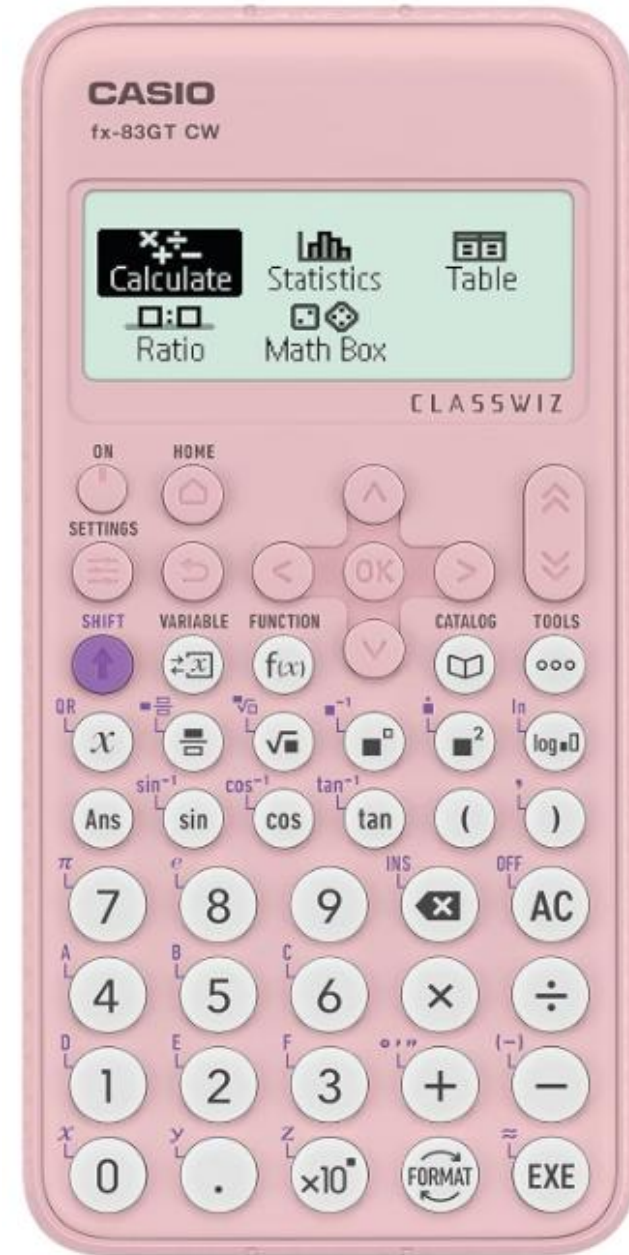 CASIO
fx-83GT CW
Calculate Statistics Table
Ratio Math Box
CLASSWIZ
ON HOME
OK
SETTINGS
SHIFT VARIABLE FUNCTION CATALOG TOOLS
x f(x)
QR √ -1 ln
x √ 2 log
sin⁻¹ cos⁻¹ tan⁻¹ ,
Ans sin cos tan ( )
π e INS OFF
7 8 9 AC
A B C
4 5 6 × ÷
D E F ° ’ ” (−)
1 2 3 + −
x y z ≈
0 . ×10 FORMAT EXE